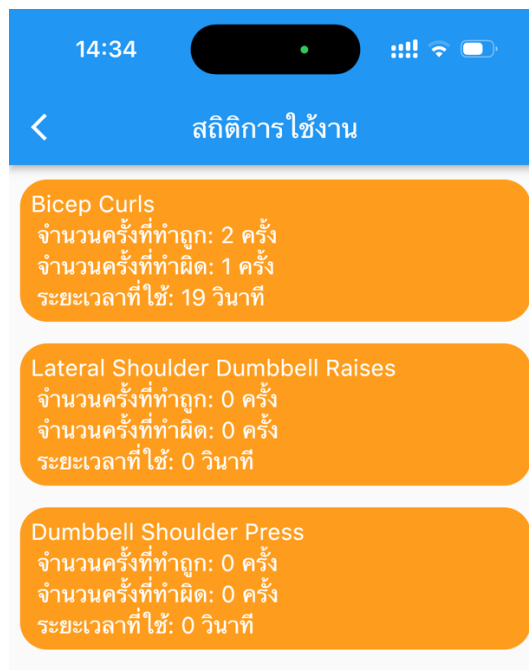 14:34
สถิติการใช้งาน
Bicep Curls
จำนวนครั้งที่ทำถูก: 2 ครั้ง
จำนวนครั้งที่ทำผิด: 1 ครั้ง
ระยะเวลาที่ใช้: 19 วินาที
Lateral Shoulder Dumbbell Raises
จำนวนครั้งที่ทำถูก: 0 ครั้ง
จำนวนครั้งที่ทำผิด: 0 ครั้ง
ระยะเวลาที่ใช้: 0 วินาที
Dumbbell Shoulder Press
จำนวนครั้งที่ทำถูก: 0 ครั้ง
จำนวนครั้งที่ทำผิด: 0 ครั้ง
ระยะเวลาที่ใช้: 0 วินาที